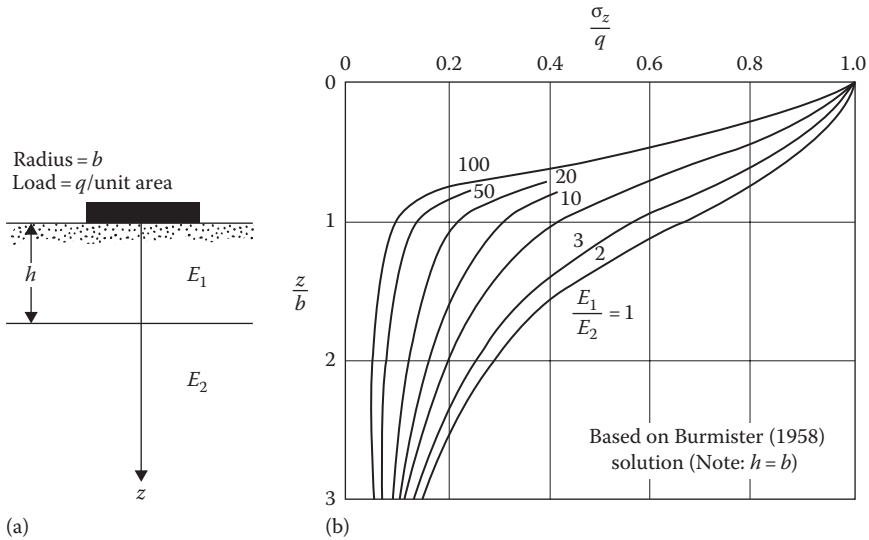 Radius = b
Load = q/unit area
h
E1
E2
z
(a)
σz/q
0 0.2 0.4 0.6 0.8 1.0
0
1
2
3
z/b
100
50
20
10
3
2
E1/E2 = 1
Based on Burmister (1958)
solution (Note: h = b)
(b)